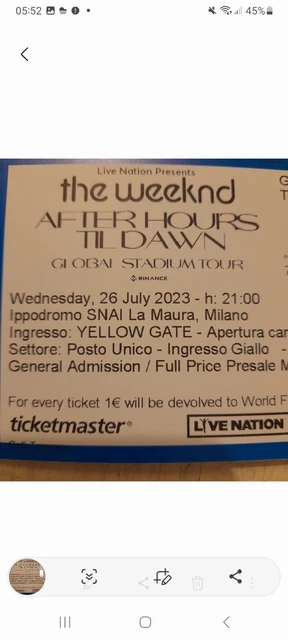 05:52
45%
Live Nation Presents
the weeknd
AFTER HOURS
TIL DAWN
GLOBAL STADIUM TOUR
BINANCE
Wednesday, 26 July 2023 - h: 21:00
Ippodromo SNAI La Maura, Milano
Ingresso: YELLOW GATE - Apertura can
Settore: Posto Unico - Ingresso Giallo -
General Admission / Full Price Presale M
For every ticket 1€ will be devolved to World F
ticketmaster®
LIVE NATION